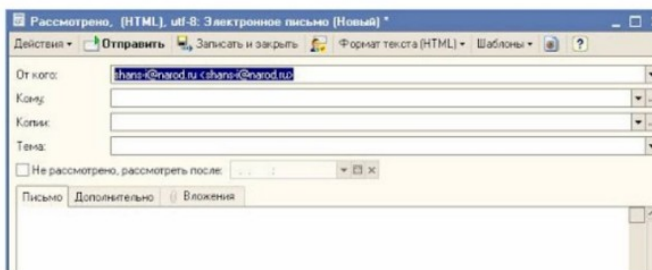 Рассмотрено, (HTML), utf-8: Электронное письмо (Новый) *
Действия Отправить Записать и закрыть Формат текста (HTML) Шаблоны ?
От кого: shans-i@narod.ru <shans-i@narod.ru>
Кому:
Копии:
Тема:
Не рассмотрено, рассмотреть после: . . :
Письмо Дополнительно Вложения